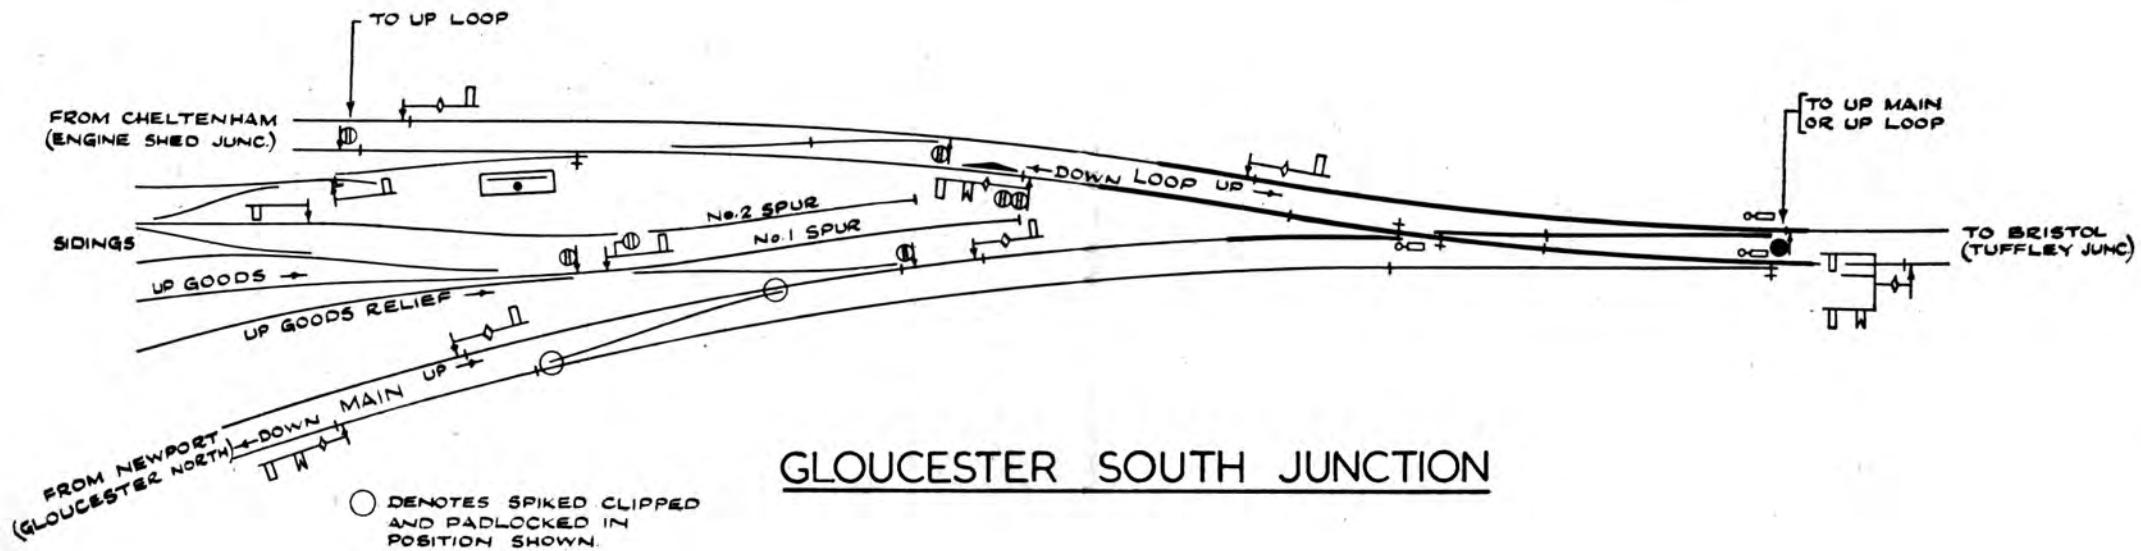 TO UP LOOP
FROM CHELTENHAM
(ENGINE SHED JUNC.)
TO UP MAIN
OR UP LOOP
←DOWN LOOP UP→
No.2 SPUR
No.1 SPUR
SIDINGS
TO BRISTOL
(TUFFLEY JUNC)
UP GOODS →
UP GOODS RELIEF →
←DOWN MAIN UP →
FROM NEWPORT
(GLOUCESTER NORTH)
GLOUCESTER SOUTH JUNCTION
DENOTES SPIKED CLIPPED
AND PADLOCKED IN
POSITION SHOWN.